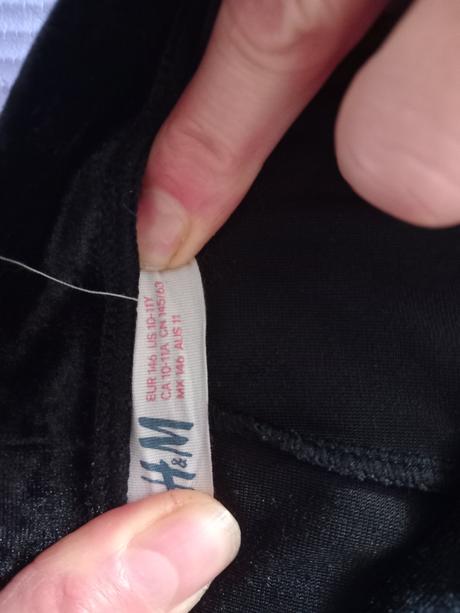 H&M
EUR 146 US 10-11Y
CA 10-11A CN 145/63
MX 146 AUS 11